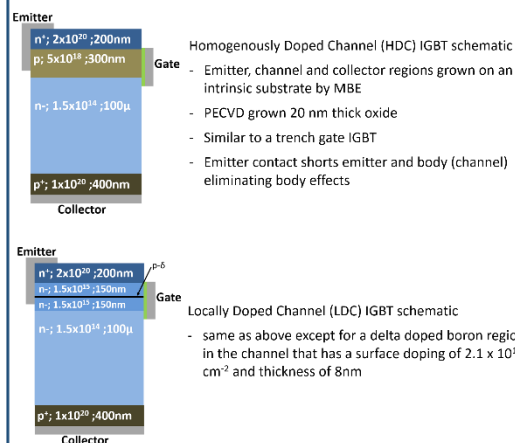 Emitter
n⁺; 2x10²⁰ ;200nm
p; 5x10¹⁸ ;300nm
Gate
n-; 1.5x10¹⁴ ;100µ
p⁺; 1x10²⁰ ;400nm
Collector
Homogenously Doped Channel (HDC) IGBT schematic
- Emitter, channel and collector regions grown on an
intrinsic substrate by MBE
- PECVD grown 20 nm thick oxide
- Similar to a trench gate IGBT
- Emitter contact shorts emitter and body (channel)
eliminating body effects
Emitter
p-δ
n⁺; 2x10²⁰ ;200nm
n-; 1.5x10¹⁵ ;150nm
Gate
n-; 1.5x10¹⁵ ;150nm
n-; 1.5x10¹⁴ ;100µ
p⁺; 1x10²⁰ ;400nm
Collector
Locally Doped Channel (LDC) IGBT schematic
- same as above except for a delta doped boron regio
in the channel that has a surface doping of 2.1 x 10¹
cm⁻² and thickness of 8nm